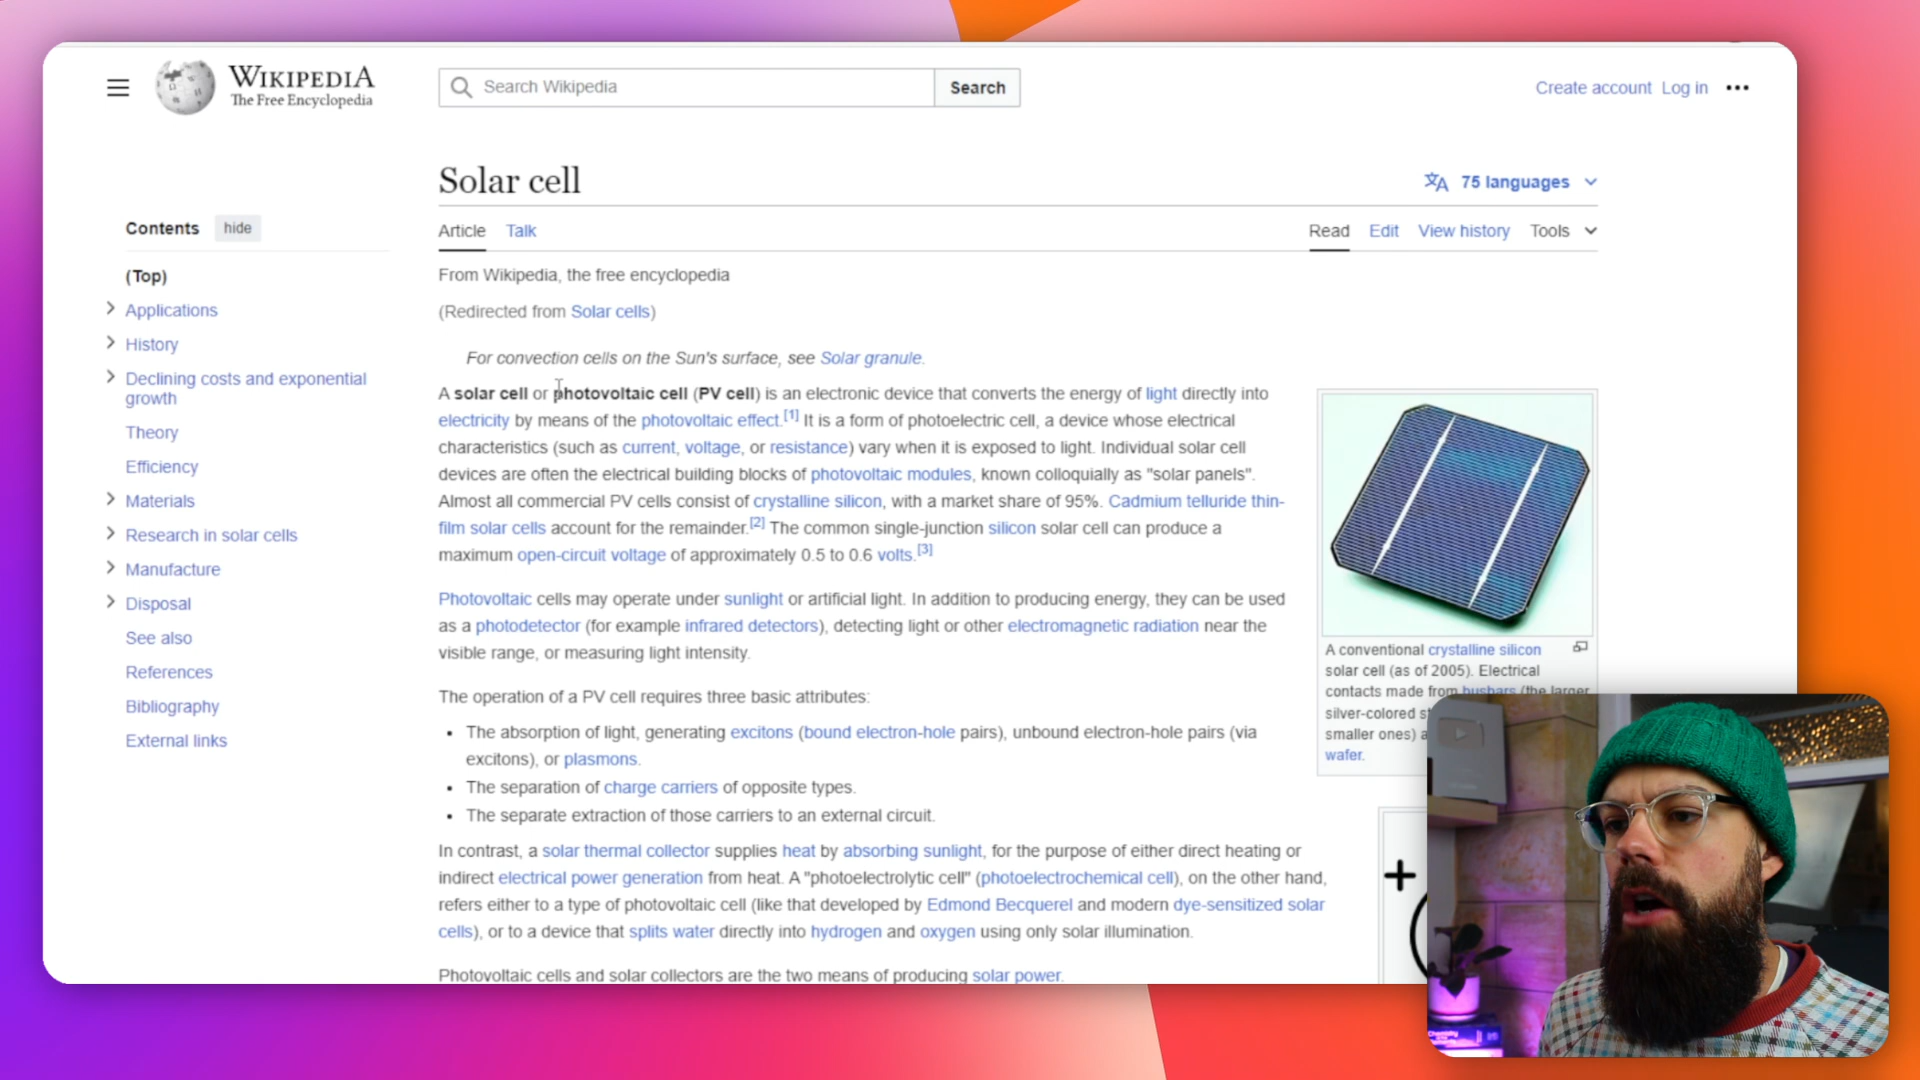 WIKIPEDIA
The Free Encyclopedia
Search Wikipedia
Search
Create account Log in
Solar cell
75 languages
Contents hide
Article Talk
Read Edit View history Tools
(Top)
Applications
History
Declining costs and exponential
growth
Theory
Efficiency
Materials
Research in solar cells
Manufacture
Disposal
See also
References
Bibliography
External links
From Wikipedia, the free encyclopedia
(Redirected from Solar cells)
For convection cells on the Sun's surface, see Solar granule.
A solar cell or photovoltaic cell (PV cell) is an electronic device that converts the energy of light directly into
electricity by means of the photovoltaic effect.[1] It is a form of photoelectric cell, a device whose electrical
characteristics (such as current, voltage, or resistance) vary when it is exposed to light. Individual solar cell
devices are often the electrical building blocks of photovoltaic modules, known colloquially as "solar panels".
Almost all commercial PV cells consist of crystalline silicon, with a market share of 95%. Cadmium telluride thin-
film solar cells account for the remainder.[2] The common single-junction silicon solar cell can produce a
maximum open-circuit voltage of approximately 0.5 to 0.6 volts.[3]
Photovoltaic cells may operate under sunlight or artificial light. In addition to producing energy, they can be used
as a photodetector (for example infrared detectors), detecting light or other electromagnetic radiation near the
visible range, or measuring light intensity.
The operation of a PV cell requires three basic attributes:
• The absorption of light, generating excitons (bound electron-hole pairs), unbound electron-hole pairs (via
excitons), or plasmons.
• The separation of charge carriers of opposite types.
• The separate extraction of those carriers to an external circuit.
In contrast, a solar thermal collector supplies heat by absorbing sunlight, for the purpose of either direct heating or
indirect electrical power generation from heat. A "photoelectrolytic cell" (photoelectrochemical cell), on the other hand,
refers either to a type of photovoltaic cell (like that developed by Edmond Becquerel and modern dye-sensitized solar
cells), or to a device that splits water directly into hydrogen and oxygen using only solar illumination.
Photovoltaic cells and solar collectors are the two means of producing solar power.
A conventional crystalline silicon
solar cell (as of 2005). Electrical
contacts made from busbars (the larger
silver-colored
smaller ones) a
wafer.
+